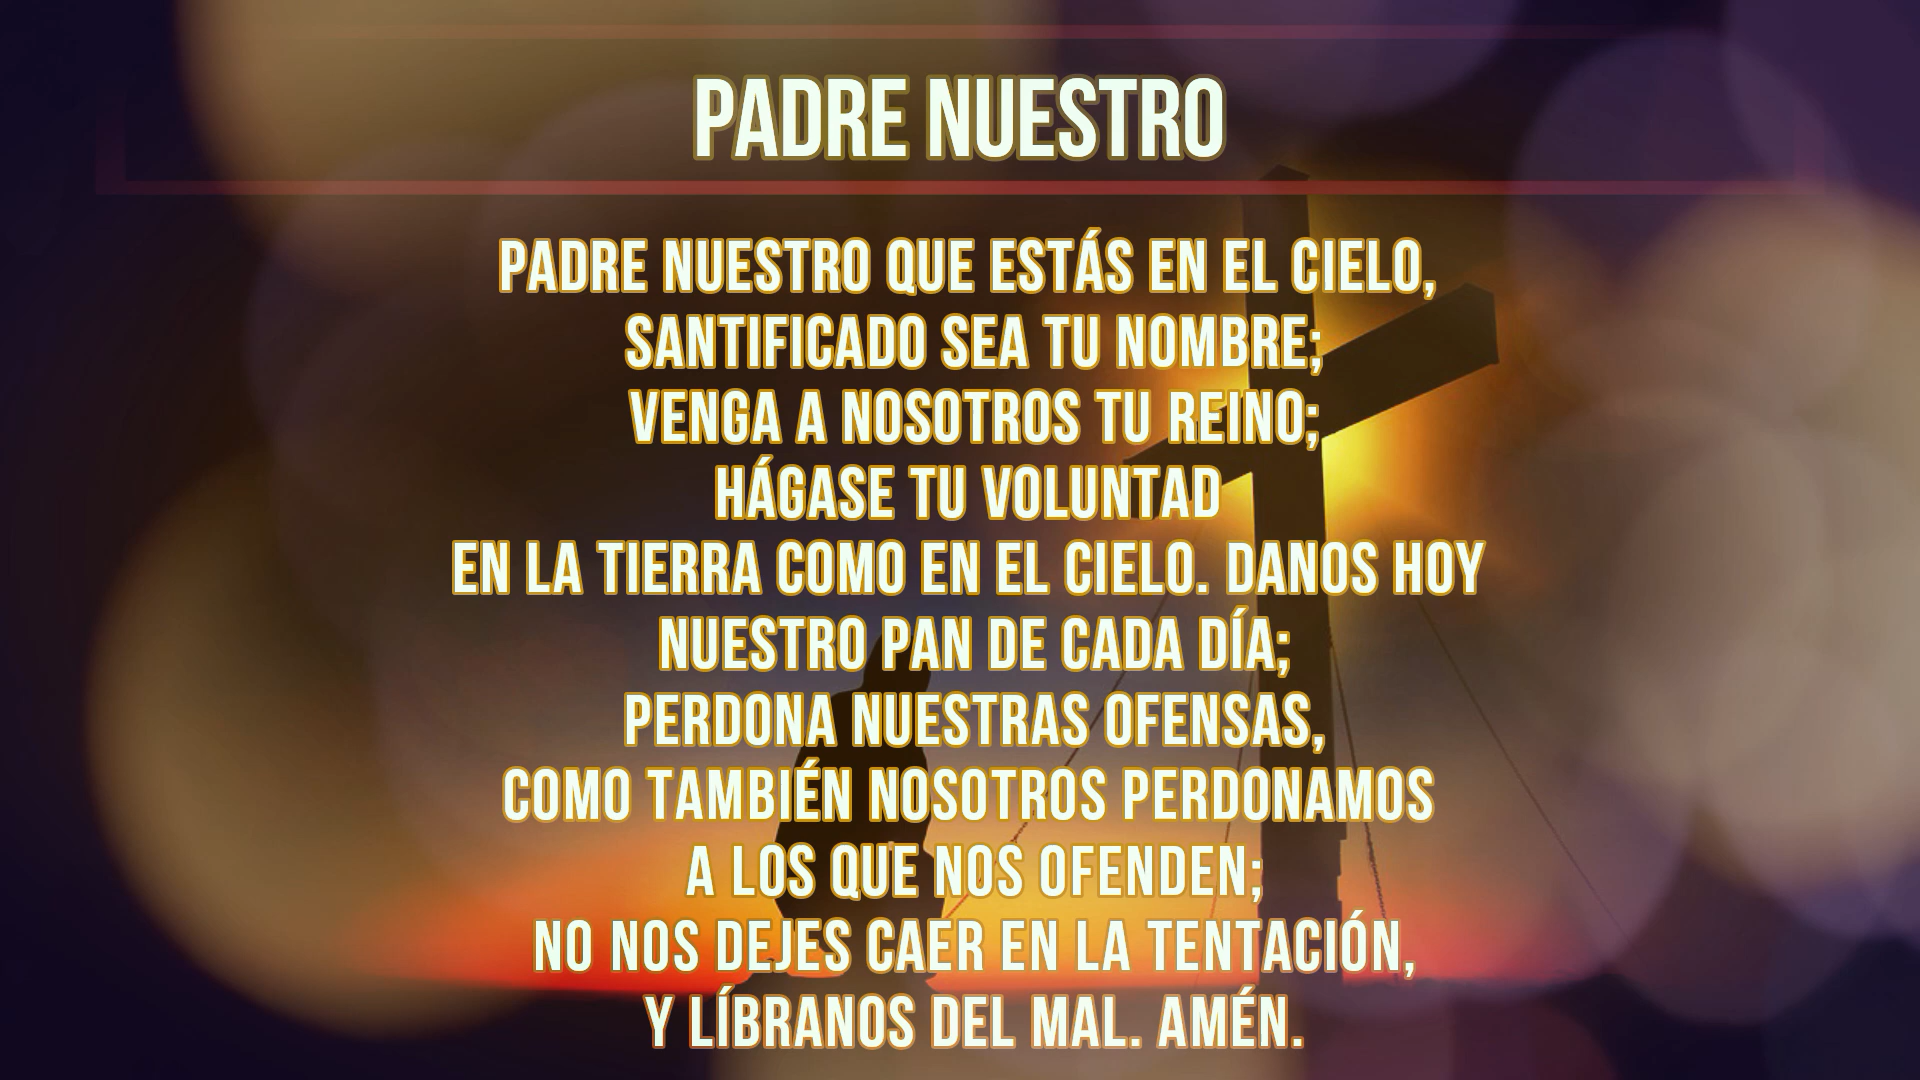 PADRE NUESTRO
PADRE NUESTRO QUE ESTÁS EN EL CIELO,
SANTIFICADO SEA TU NOMBRE;
VENGA A NOSOTROS TU REINO;
HÁGASE TU VOLUNTAD
EN LA TIERRA COMO EN EL CIELO. DANOS HOY
NUESTRO PAN DE CADA DÍA;
PERDONA NUESTRAS OFENSAS,
COMO TAMBIÉN NOSOTROS PERDONAMOS
A LOS QUE NOS OFENDEN;
NO NOS DEJES CAER EN LA TENTACIÓN,
Y LÍBRANOS DEL MAL. AMÉN.